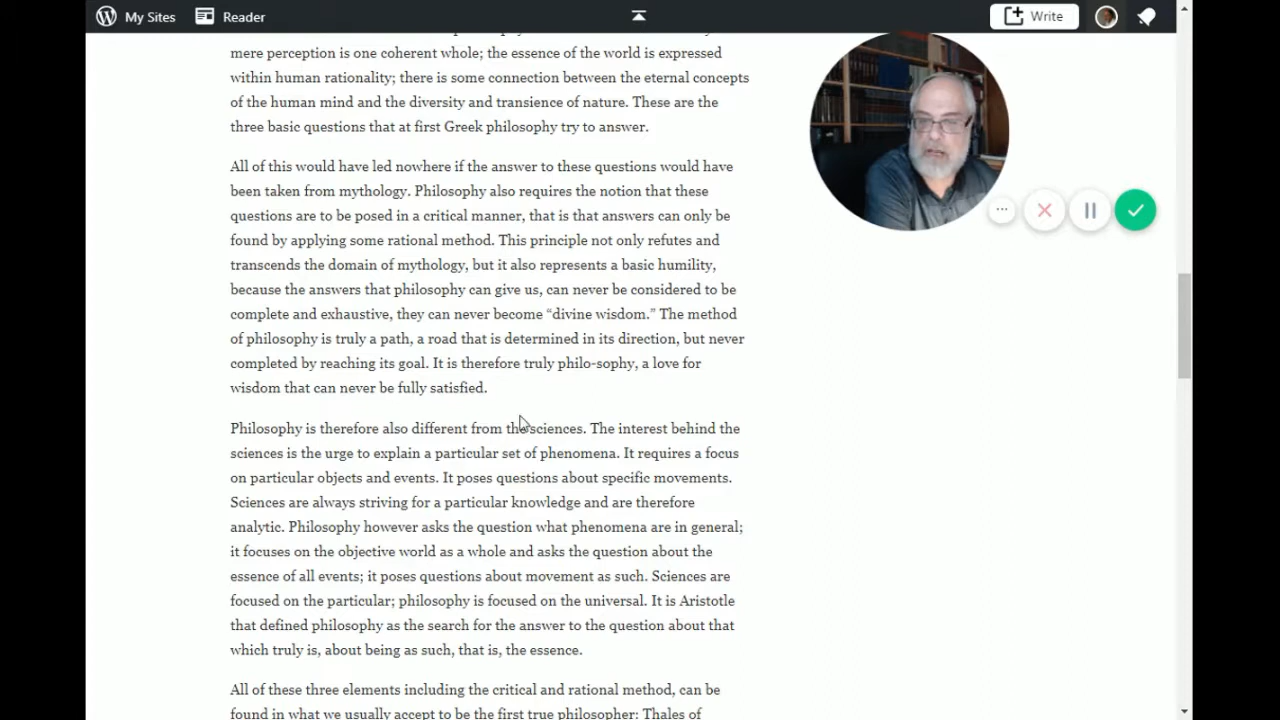 My Sites
Reader
Write
mere perception is one coherent whole; the essence of the world is expressed
within human rationality; there is some connection between the eternal concepts
of the human mind and the diversity and transience of nature. These are the
three basic questions that at first Greek philosophy try to answer.
All of this would have led nowhere if the answer to these questions would have
been taken from mythology. Philosophy also requires the notion that these
questions are to be posed in a critical manner, that is that answers can only be
found by applying some rational method. This principle not only refutes and
transcends the domain of mythology, but it also represents a basic humility,
because the answers that philosophy can give us, can never be considered to be
complete and exhaustive, they can never become “divine wisdom.” The method
of philosophy is truly a path, a road that is determined in its direction, but never
completed by reaching its goal. It is therefore truly philo-sophy, a love for
wisdom that can never be fully satisfied.
Philosophy is therefore also different from the sciences. The interest behind the
sciences is the urge to explain a particular set of phenomena. It requires a focus
on particular objects and events. It poses questions about specific movements.
Sciences are always striving for a particular knowledge and are therefore
analytic. Philosophy however asks the question what phenomena are in general;
it focuses on the objective world as a whole and asks the question about the
essence of all events; it poses questions about movement as such. Sciences are
focused on the particular; philosophy is focused on the universal. It is Aristotle
that defined philosophy as the search for the answer to the question about that
which truly is, about being as such, that is, the essence.
All of these three elements including the critical and rational method, can be
found in what we usually accept to be the first true philosopher: Thales of